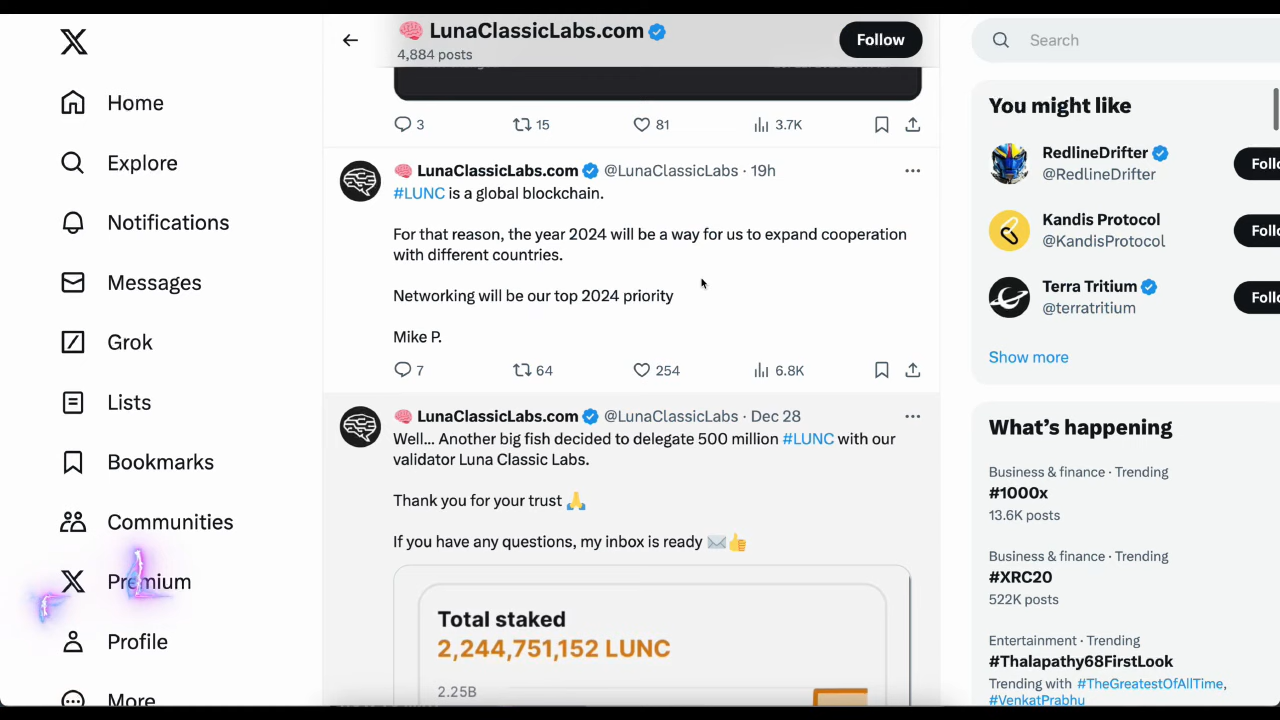 Home
Explore
Notifications
Messages
Grok
Lists
Bookmarks
Communities
Premium
Profile
More
🧠 LunaClassicLabs.com
4,884 posts
Follow
3 15 81 3.7K
🧠 LunaClassicLabs.com @LunaClassicLabs · 19h
#LUNC is a global blockchain.
For that reason, the year 2024 will be a way for us to expand cooperation
with different countries.
Networking will be our top 2024 priority
Mike P.
7 64 254 6.8K
🧠 LunaClassicLabs.com @LunaClassicLabs · Dec 28
Well... Another big fish decided to delegate 500 million #LUNC with our
validator Luna Classic Labs.
Thank you for your trust 🙏
If you have any questions, my inbox is ready ✉️👍
Total staked
2,244,751,152 LUNC
2.25B
Search
You might like
RedlineDrifter
@RedlineDrifter
Kandis Protocol
@KandisProtocol
Terra Tritium
@terratritium
Show more
What’s happening
Business & finance · Trending
#1000x
13.6K posts
Business & finance · Trending
#XRC20
522K posts
Entertainment · Trending
#Thalapathy68FirstLook
Trending with #TheGreatestOfAllTime,
#VenkatPrabhu